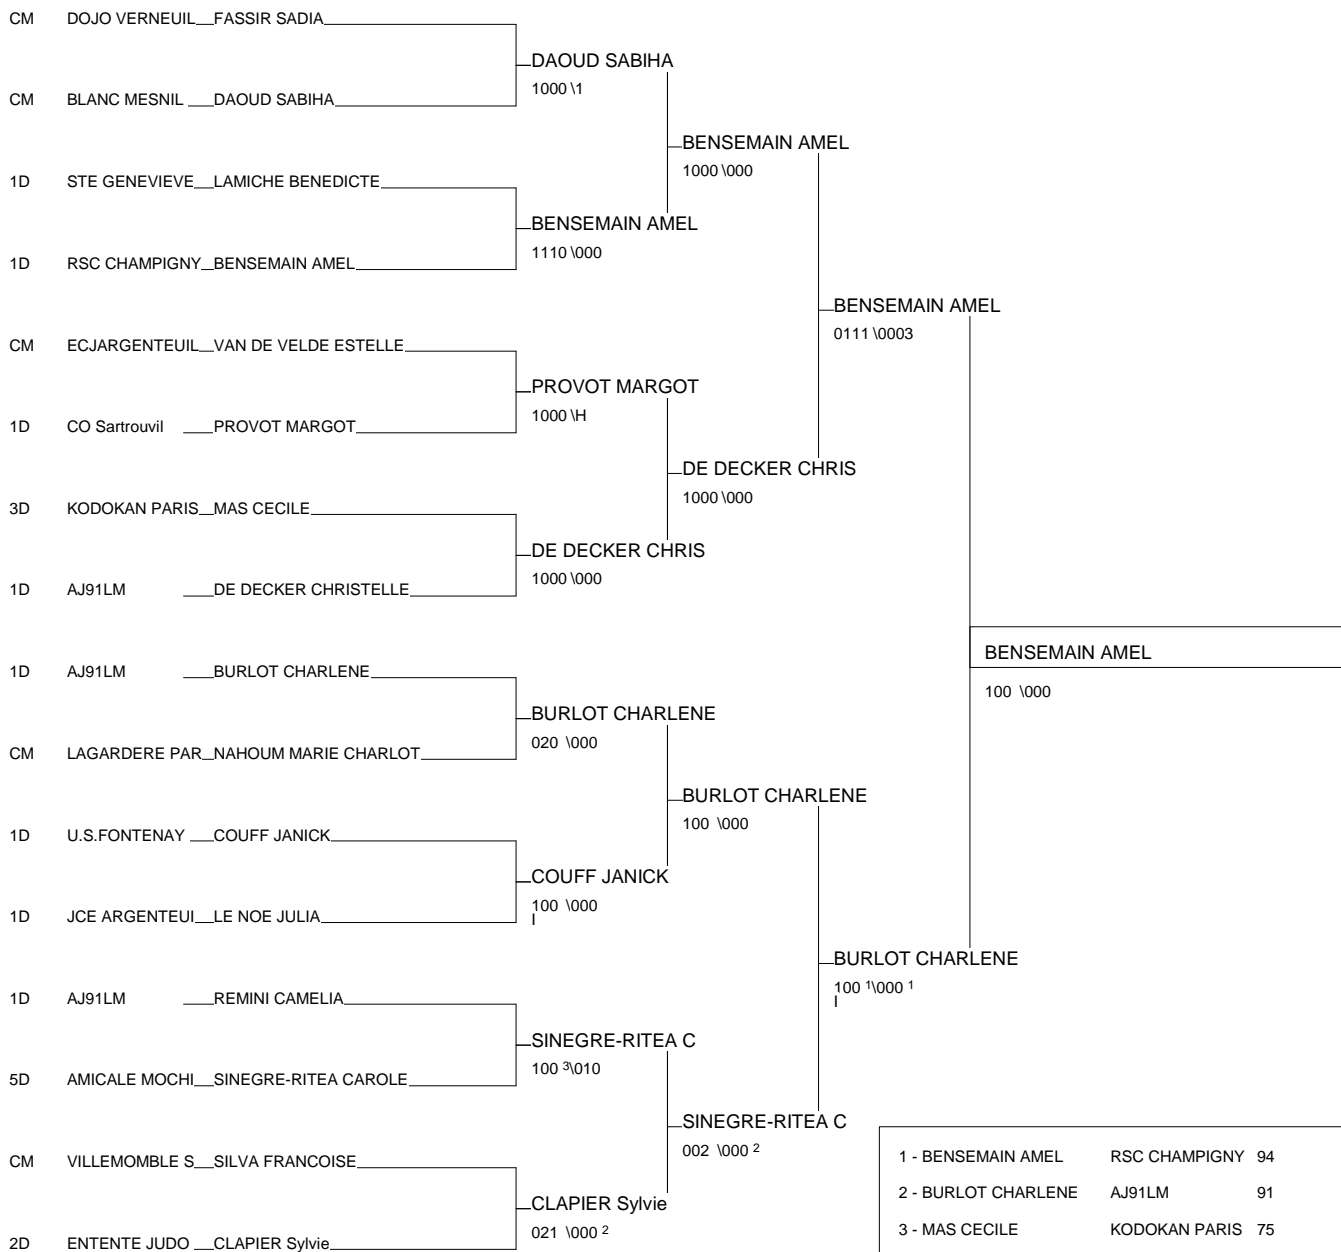 CM DOJO VERNEUIL FASSIR SADIA
DAOUD SABIHA
1000 \1
CM BLANC MESNIL DAOUD SABIHA
BENSEMAIN AMEL
1000 \000
1D STE GENEVIEVE LAMICHE BENEDICTE
BENSEMAIN AMEL
1110 \000
1D RSC CHAMPIGNY BENSEMAIN AMEL
BENSEMAIN AMEL
0111 \0003
CM ECJARGENTEUIL VAN DE VELDE ESTELLE
PROVOT MARGOT
1000 \H
1D CO Sartrouvil PROVOT MARGOT
DE DECKER CHRIS
1000 \000
3D KODOKAN PARIS MAS CECILE
DE DECKER CHRIS
1000 \000
1D AJ91LM DE DECKER CHRISTELLE
BENSEMAIN AMEL
100 \000
1D AJ91LM BURLOT CHARLENE
BURLOT CHARLENE
020 \000
CM LAGARDERE PAR NAHOUM MARIE CHARLOT
BURLOT CHARLENE
100 \000
1D U.S.FONTENAY COUFF JANICK
COUFF JANICK
100 \000
I
1D JCE ARGENTEUI LE NOE JULIA
BURLOT CHARLENE
100 1\000 1
I
1D AJ91LM REMINI CAMELIA
SINEGRE-RITEA C
100 3\010
5D AMICALE MOCHI SINEGRE-RITEA CAROLE
SINEGRE-RITEA C
002 \000 2
CM VILLEMOMBLE S SILVA FRANCOISE
CLAPIER Sylvie
021 \000 2
2D ENTENTE JUDO CLAPIER Sylvie
1 - BENSEMAIN AMEL RSC CHAMPIGNY 94
2 - BURLOT CHARLENE AJ91LM 91
3 - MAS CECILE KODOKAN PARIS 75